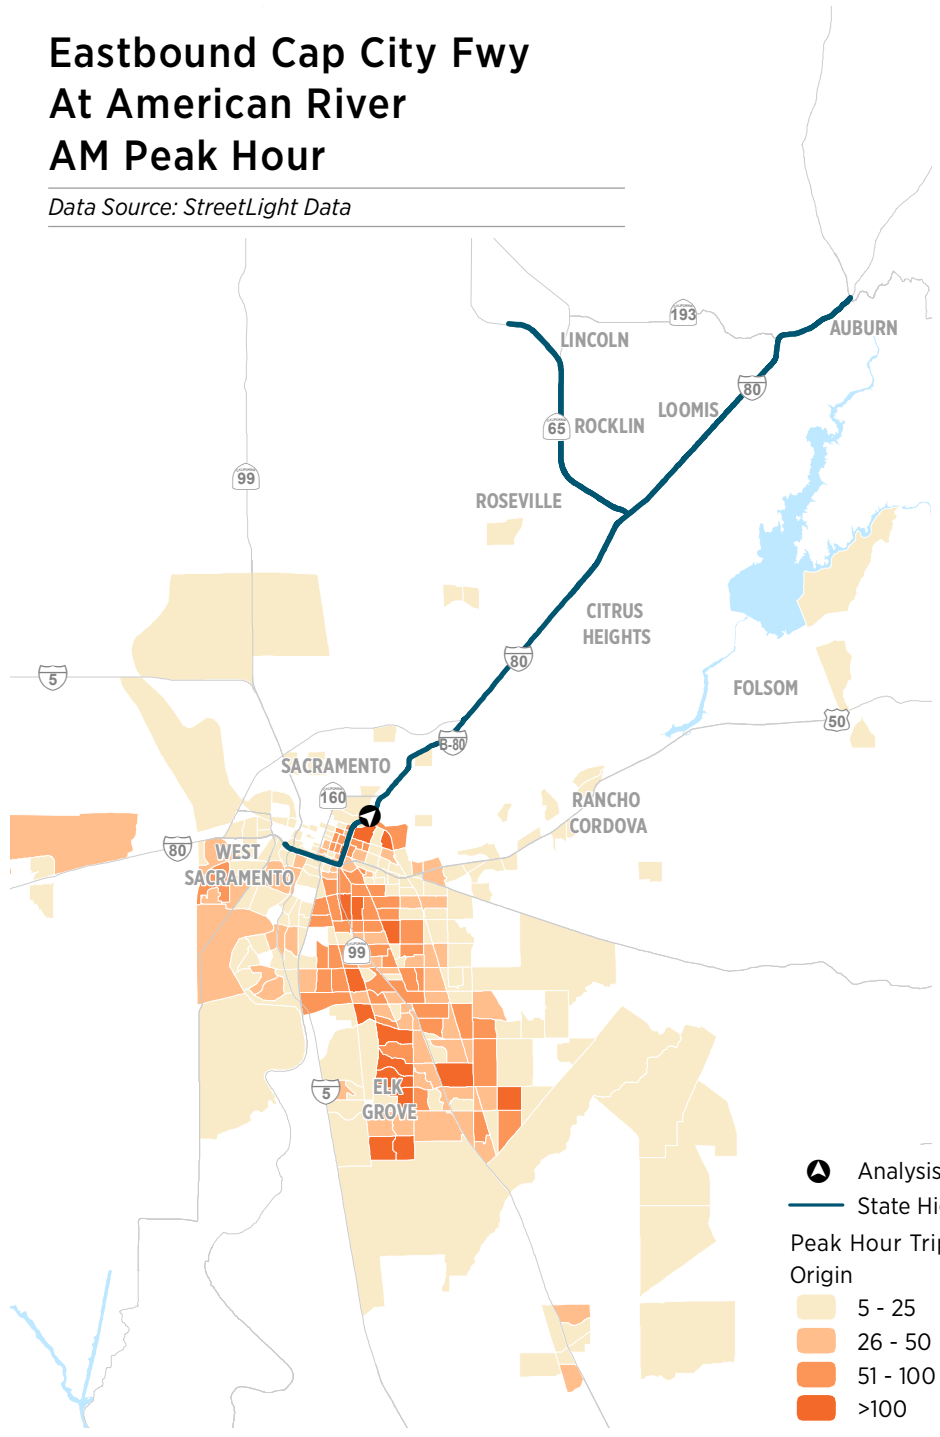 Eastbound Cap City Fwy
At American River
AM Peak Hour
Data Source: StreetLight Data
193
AUBURN
LINCOLN
80
LOOMIS
65
ROCKLIN
99
ROSEVILLE
CITRUS
HEIGHTS
80
5
FOLSOM
50
B-80
SACRAMENTO
160
RANCHO
CORDOVA
80
WEST
SACRAMENTO
99
5
ELK
GROVE
Analysis
State Hi
Peak Hour Trip
Origin
5 - 25
26 - 50
51 - 100
>100